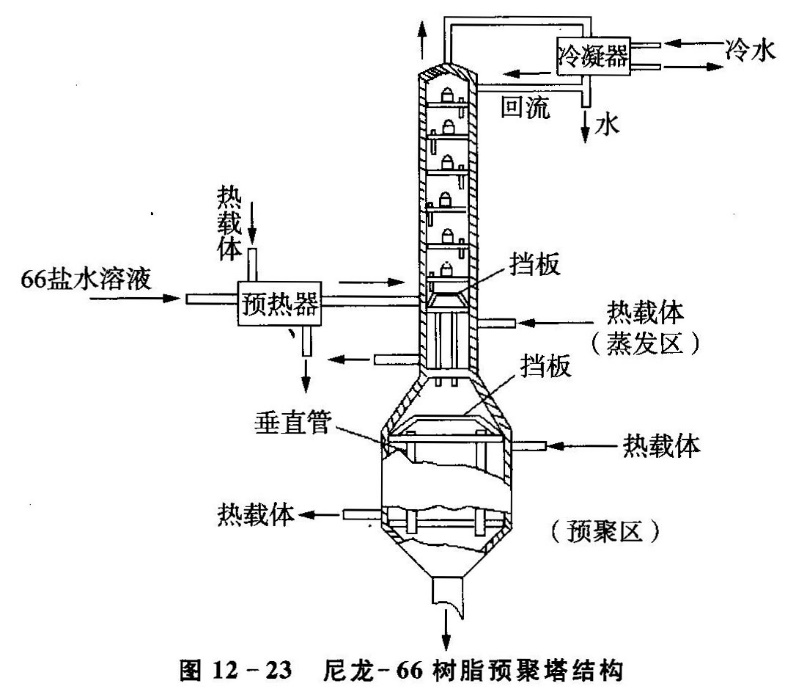 冷凝器
冷水
回流
水
热载体
66盐水溶液
预热器
挡板
热载体
（蒸发区）
挡板
垂直管
热载体
热载体
（预聚区）
图 12-23 尼龙-66 树脂预聚塔结构